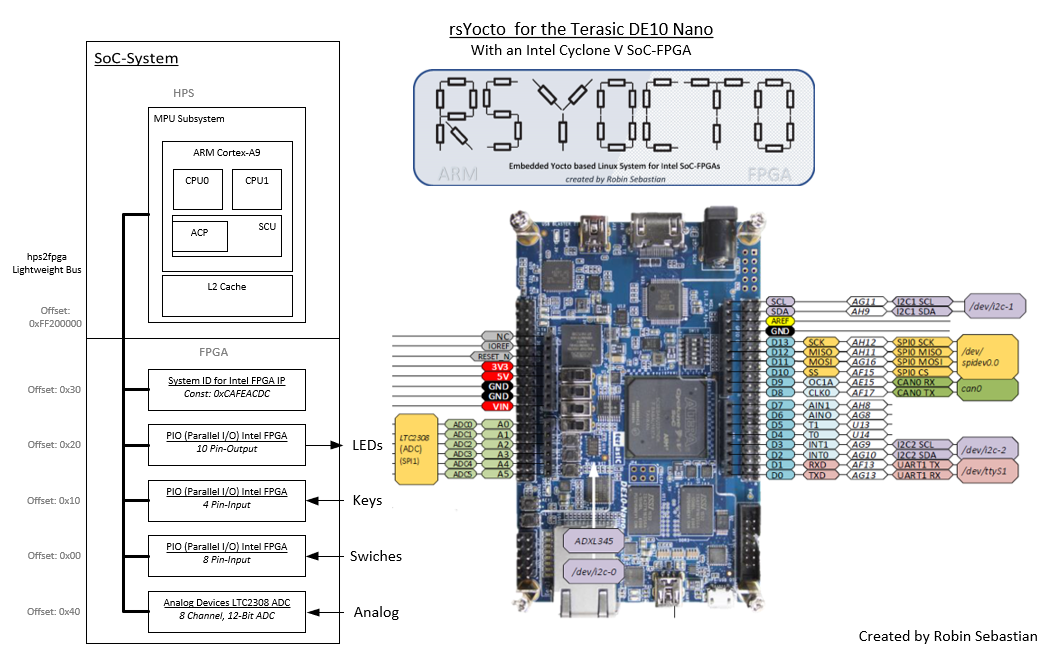 rsYocto for the Terasic DE10 Nano
With an Intel Cyclone V SoC-FPGA
SoC-System
HPS
MPU Subsystem
ARM Cortex-A9
CPU0
CPU1
SCU
ACP
L2 Cache
hps2fpga
Lightweight Bus
Offset:
0xFF200000
FPGA
Offset: 0x30
System ID for Intel FPGA IP
Const: 0xCAFEACDC
Offset: 0x20
PIO (Parallel I/O) Intel FPGA
10 Pin-Output
LEDs
Offset: 0x10
PIO (Parallel I/O) Intel FPGA
4 Pin-Input
Keys
Offset: 0x00
PIO (Parallel I/O) Intel FPGA
8 Pin-Input
Swiches
Offset: 0x40
Analog Devices LTC2308 ADC
8 Channel, 12-Bit ADC
Analog
RSYOCTO
Embedded Yocto based Linux System for Intel SoC-FPGAs
created by Robin Sebastian
ARM
FPGA
NC
IOREF
RESET_N
3V3
5V
GND
GND
VIN
LTC2308
(ADC)
(SPI1)
ADC0 A0
ADC1 A1
ADC2 A2
ADC3 A3
ADC4 A4
ADC5 A5
SCL AG11 I2C1 SCL
SDA AH9 I2C1 SDA
/dev/i2c-1
AREF
GND
D13 SCK AH12 SPI0 SCK
D12 MISO AH11 SPI0 MISO
D11 MOSI AG16 SPI0 MOSI
D10 SS AF15 SPI0 CS
/dev/
spidev0.0
D9 OC1A AE15 CAN0 RX
D8 CLK0 AF17 CAN0 TX
can0
D7 AIN1 AH8
D6 AINO AG8
D5 T1 U13
D4 T0 U14
D3 INT1 AG9 I2C2 SCL
D2 INT0 AG10 I2C2 SDA
/dev/i2c-2
D1 RXD AF13 UART1 TX
D0 TXD AG13 UART1 RX
/dev/ttyS1
DE10-Nano
ADXL345
/dev/i2c-0
Created by Robin Sebastian